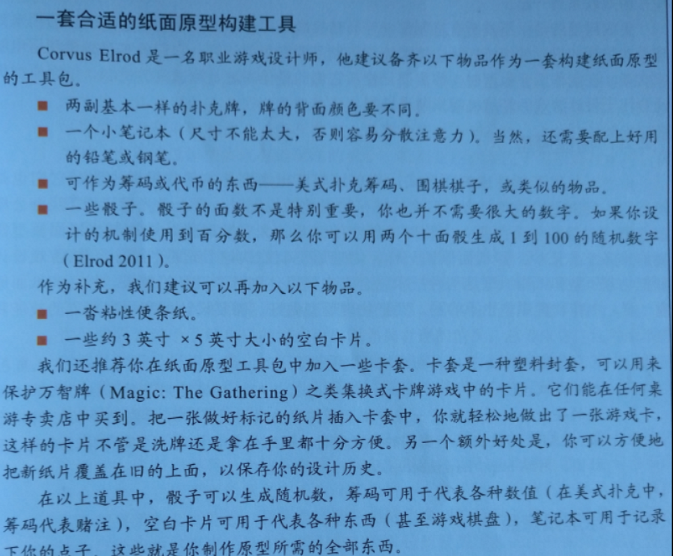 一套合适的纸面原型构建工具
Corvus Elrod 是一名职业游戏设计师，他建议备齐以下物品作为一套构建纸面原型
的工具包。
■ 两副基本一样的扑克牌，牌的背面颜色要不同。
■ 一个小笔记本（尺寸不能太大，否则容易分散注意力）。当然，还需要配上好用
的铅笔或钢笔。
■ 可作为筹码或代币的东西——美式扑克筹码、围棋棋子，或类似的物品。
■ 一些骰子。骰子的面数不是特别重要，你也并不需要很大的数字。如果你设
计的机制使用到百分数，那么你可以用两个十面骰生成 1 到 100 的随机数字
（Elrod 2011）。
作为补充，我们建议可以再加入以下物品。
■ 一沓粘性便条纸。
■ 一些约 3 英寸 × 5 英寸大小的空白卡片。
我们还推荐你在纸面原型工具包中加入一些卡套。卡套是一种塑料封套，可以用来
保护万智牌（Magic: The Gathering）之类集换式卡牌游戏中的卡片。它们能在任何桌
游专卖店中买到。把一张做好标记的纸片插入卡套中，你就轻松地做出了一张游戏卡，
这样的卡片不管是洗牌还是拿在手里都十分方便。另一个额外好处是，你可以方便地
把新纸片覆盖在旧的上面，以保存你的设计历史。
在以上道具中，骰子可以生成随机数，筹码可用于代表各种数值（在美式扑克中，
筹码代表赌注），空白卡片可用于代表各种东西（甚至游戏棋盘），笔记本可用于记录
下你的点子。这些就是你制作原型所需的全部东西。